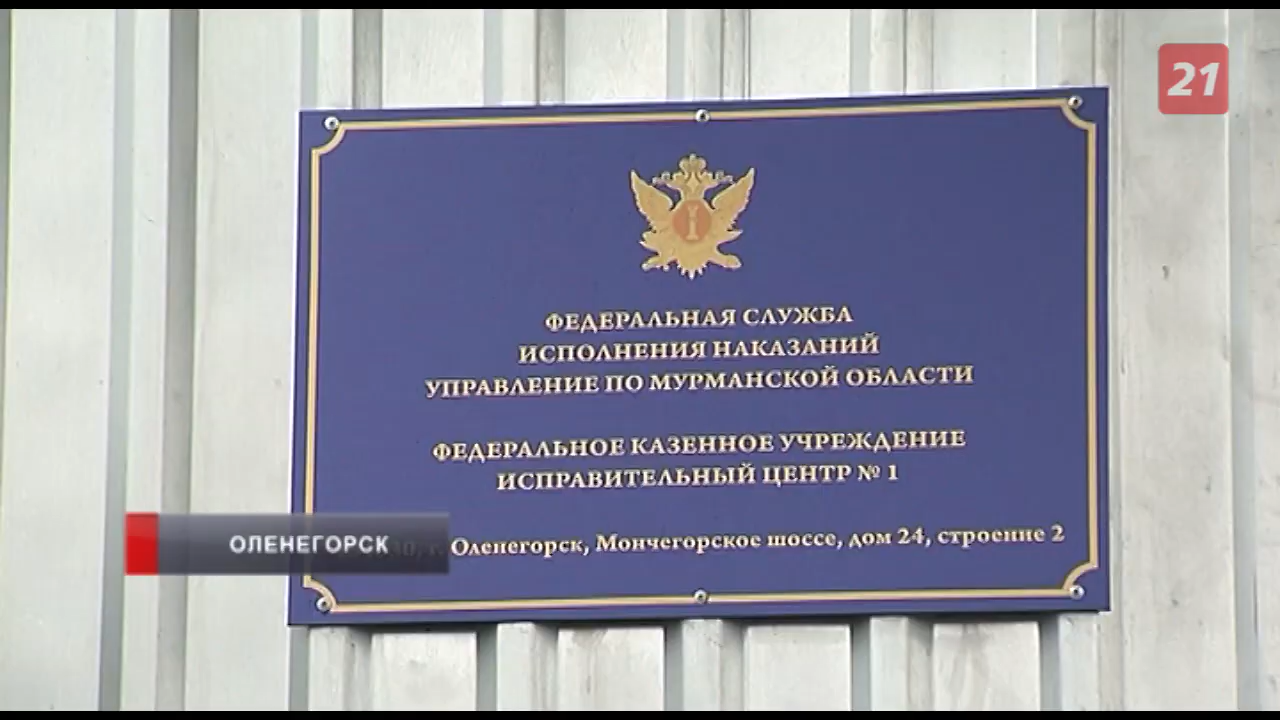 21
ФЕДЕРАЛЬНАЯ СЛУЖБА
ИСПОЛНЕНИЯ НАКАЗАНИЙ
УПРАВЛЕНИЕ ПО МУРМАНСКОЙ ОБЛАСТИ
ФЕДЕРАЛЬНОЕ КАЗЕННОЕ УЧРЕЖДЕНИЕ
ИСПРАВИТЕЛЬНЫЙ ЦЕНТР № 1
Оленегорск, Мончегорское шоссе, дом 24, строение 2
ОЛЕНЕГОРСК